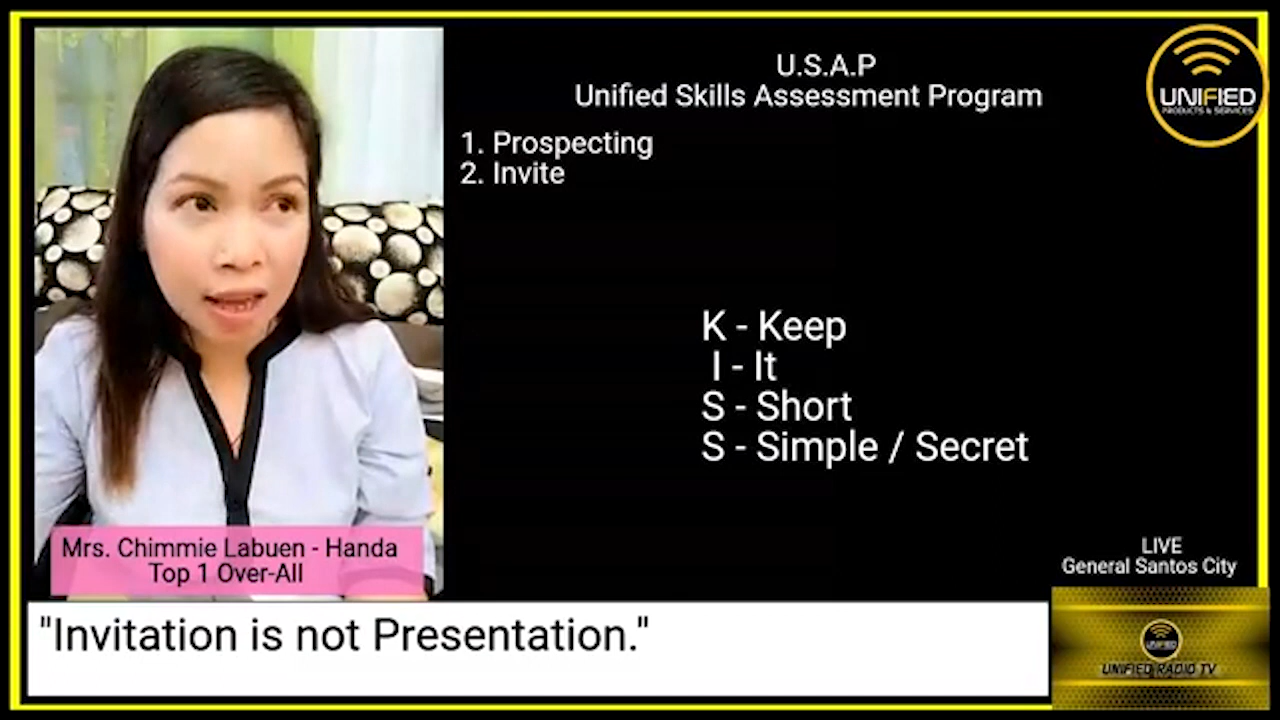 U.S.A.P
Unified Skills Assessment Program
UNIFIED
PRODUCTS & SERVICES
1. Prospecting
2. Invite
K - Keep
I - It
S - Short
S - Simple / Secret
Mrs. Chimmie Labuen - Handa
Top 1 Over-All
LIVE
General Santos City
"Invitation is not Presentation."
UNIFIED
UNIFIED RADIO TV